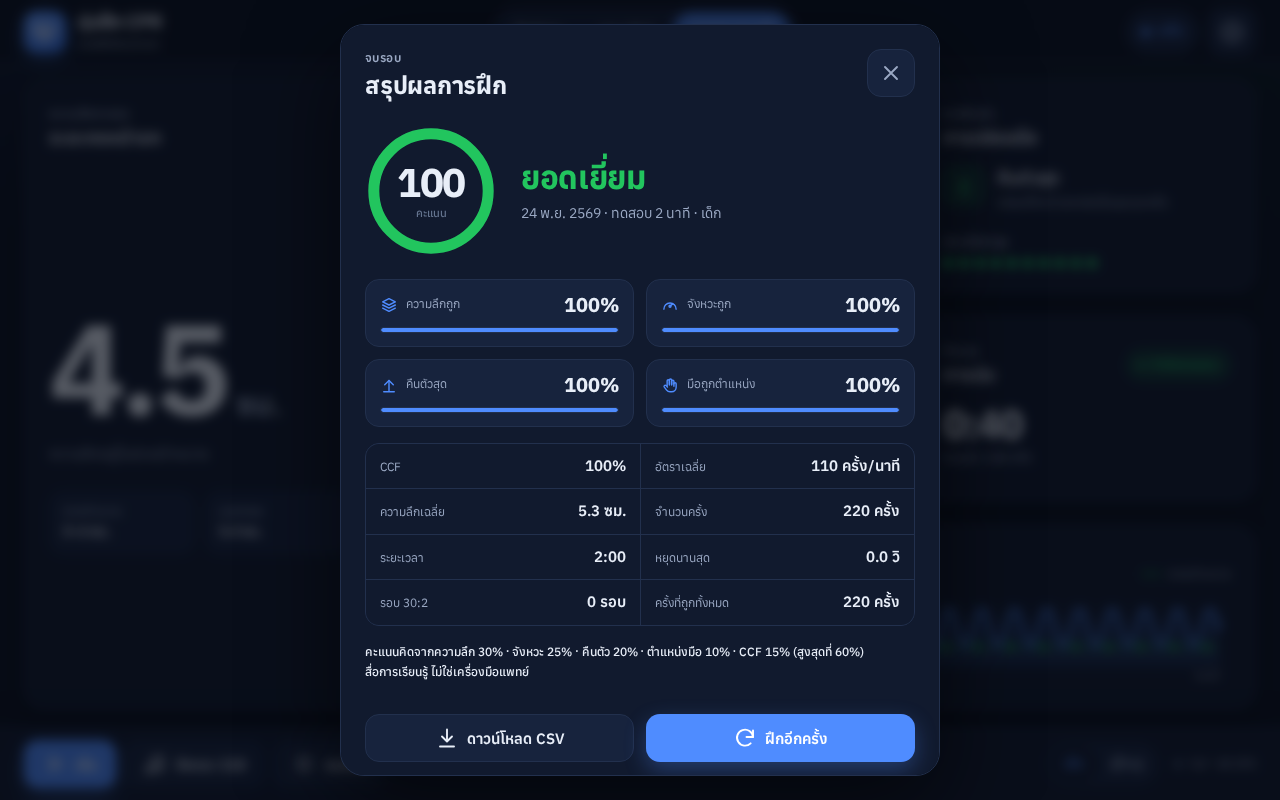 จบรอบ
สรุปผลการฝึก
100
คะแนน
ยอดเยี่ยม
24 พ.ย. 2569 · ทดสอบ 2 นาที · เด็ก
ความลึกถูก 100%
จังหวะถูก 100%
คืนตัวสุด 100%
มือถูกตำแหน่ง 100%
CCF 100%
อัตราเฉลี่ย 110 ครั้ง/นาที
ความลึกเฉลี่ย 5.3 ซม.
จำนวนครั้ง 220 ครั้ง
ระยะเวลา 2:00
หยุดนานสุด 0.0 วิ
รอบ 30:2 0 รอบ
ครั้งที่ถูกทั้งหมด 220 ครั้ง
คะแนนคิดจากความลึก 30% · จังหวะ 25% · คืนตัว 20% · ตำแหน่งมือ 10% · CCF 15% (สูงสุดที่ 60%)
สื่อการเรียนรู้ ไม่ใช่เครื่องมือแพทย์
ดาวน์โหลด CSV
ฝึกอีกครั้ง
4.5
0:40